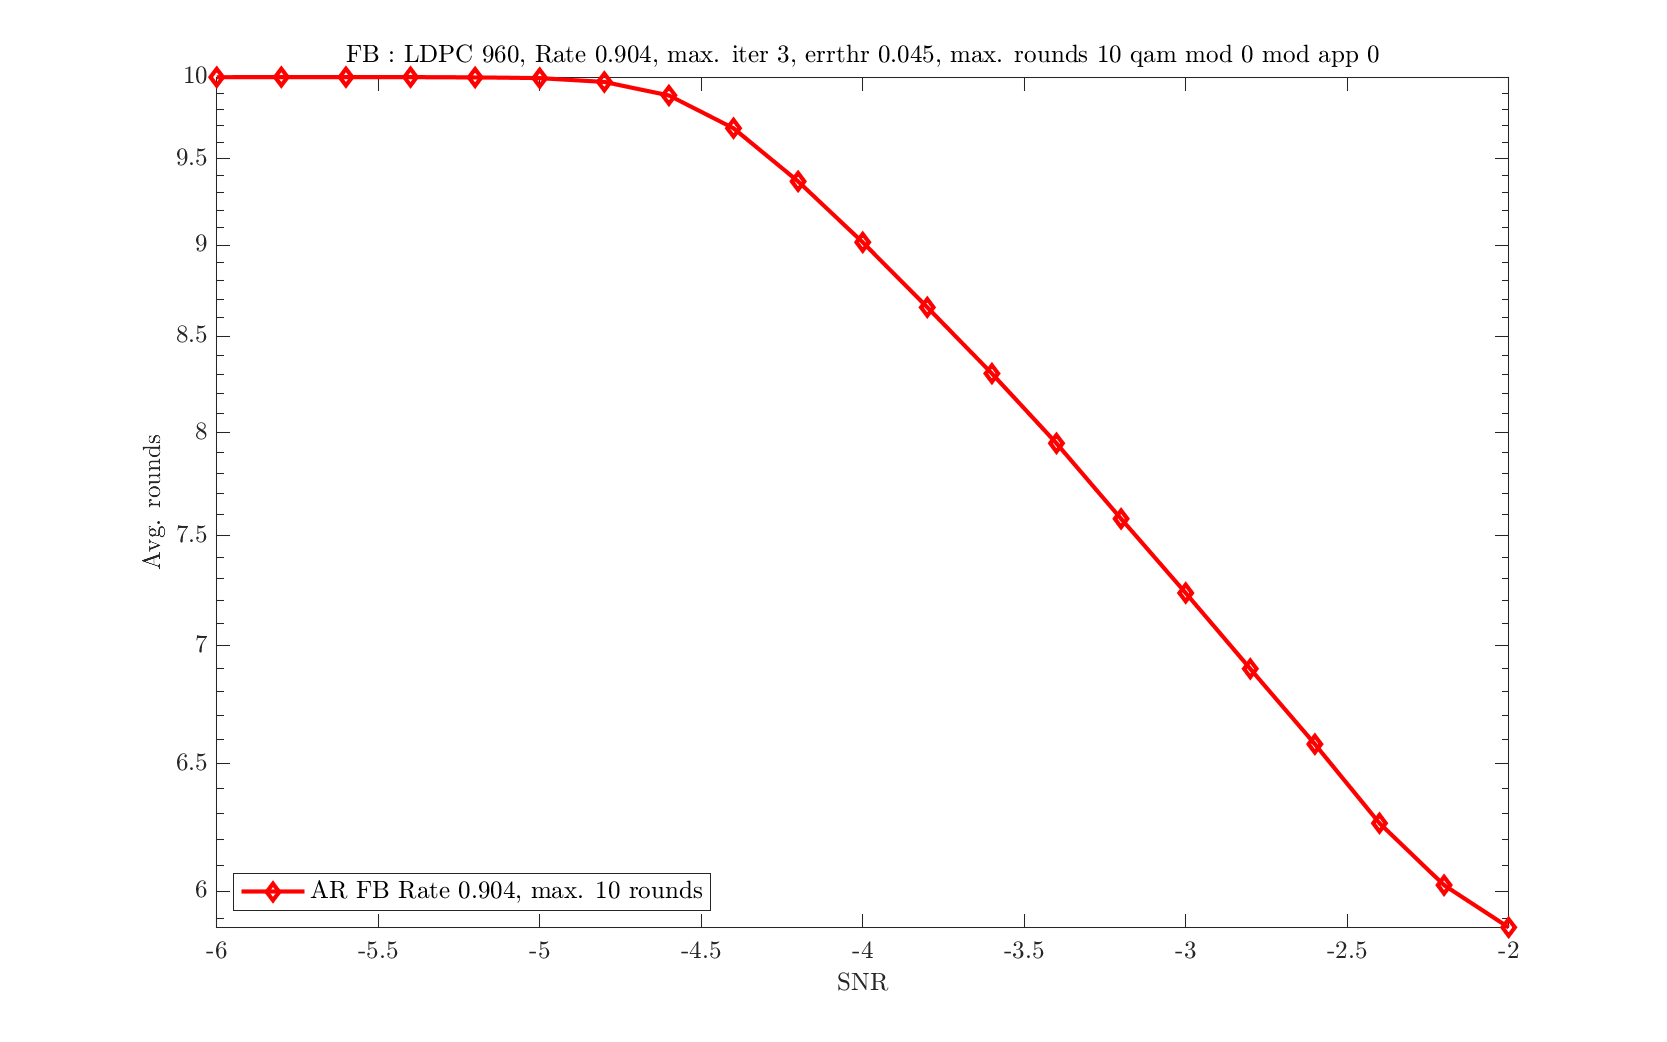 FB : LDPC 960, Rate 0.904, max. iter 3, errthr 0.045, max. rounds 10 qam mod 0 mod app 0
10
9.5
9
8.5
8
7.5
7
6.5
6
Avg. rounds
AR FB Rate 0.904, max. 10 rounds
-6 -5.5 -5 -4.5 -4 -3.5 -3 -2.5 -2
SNR